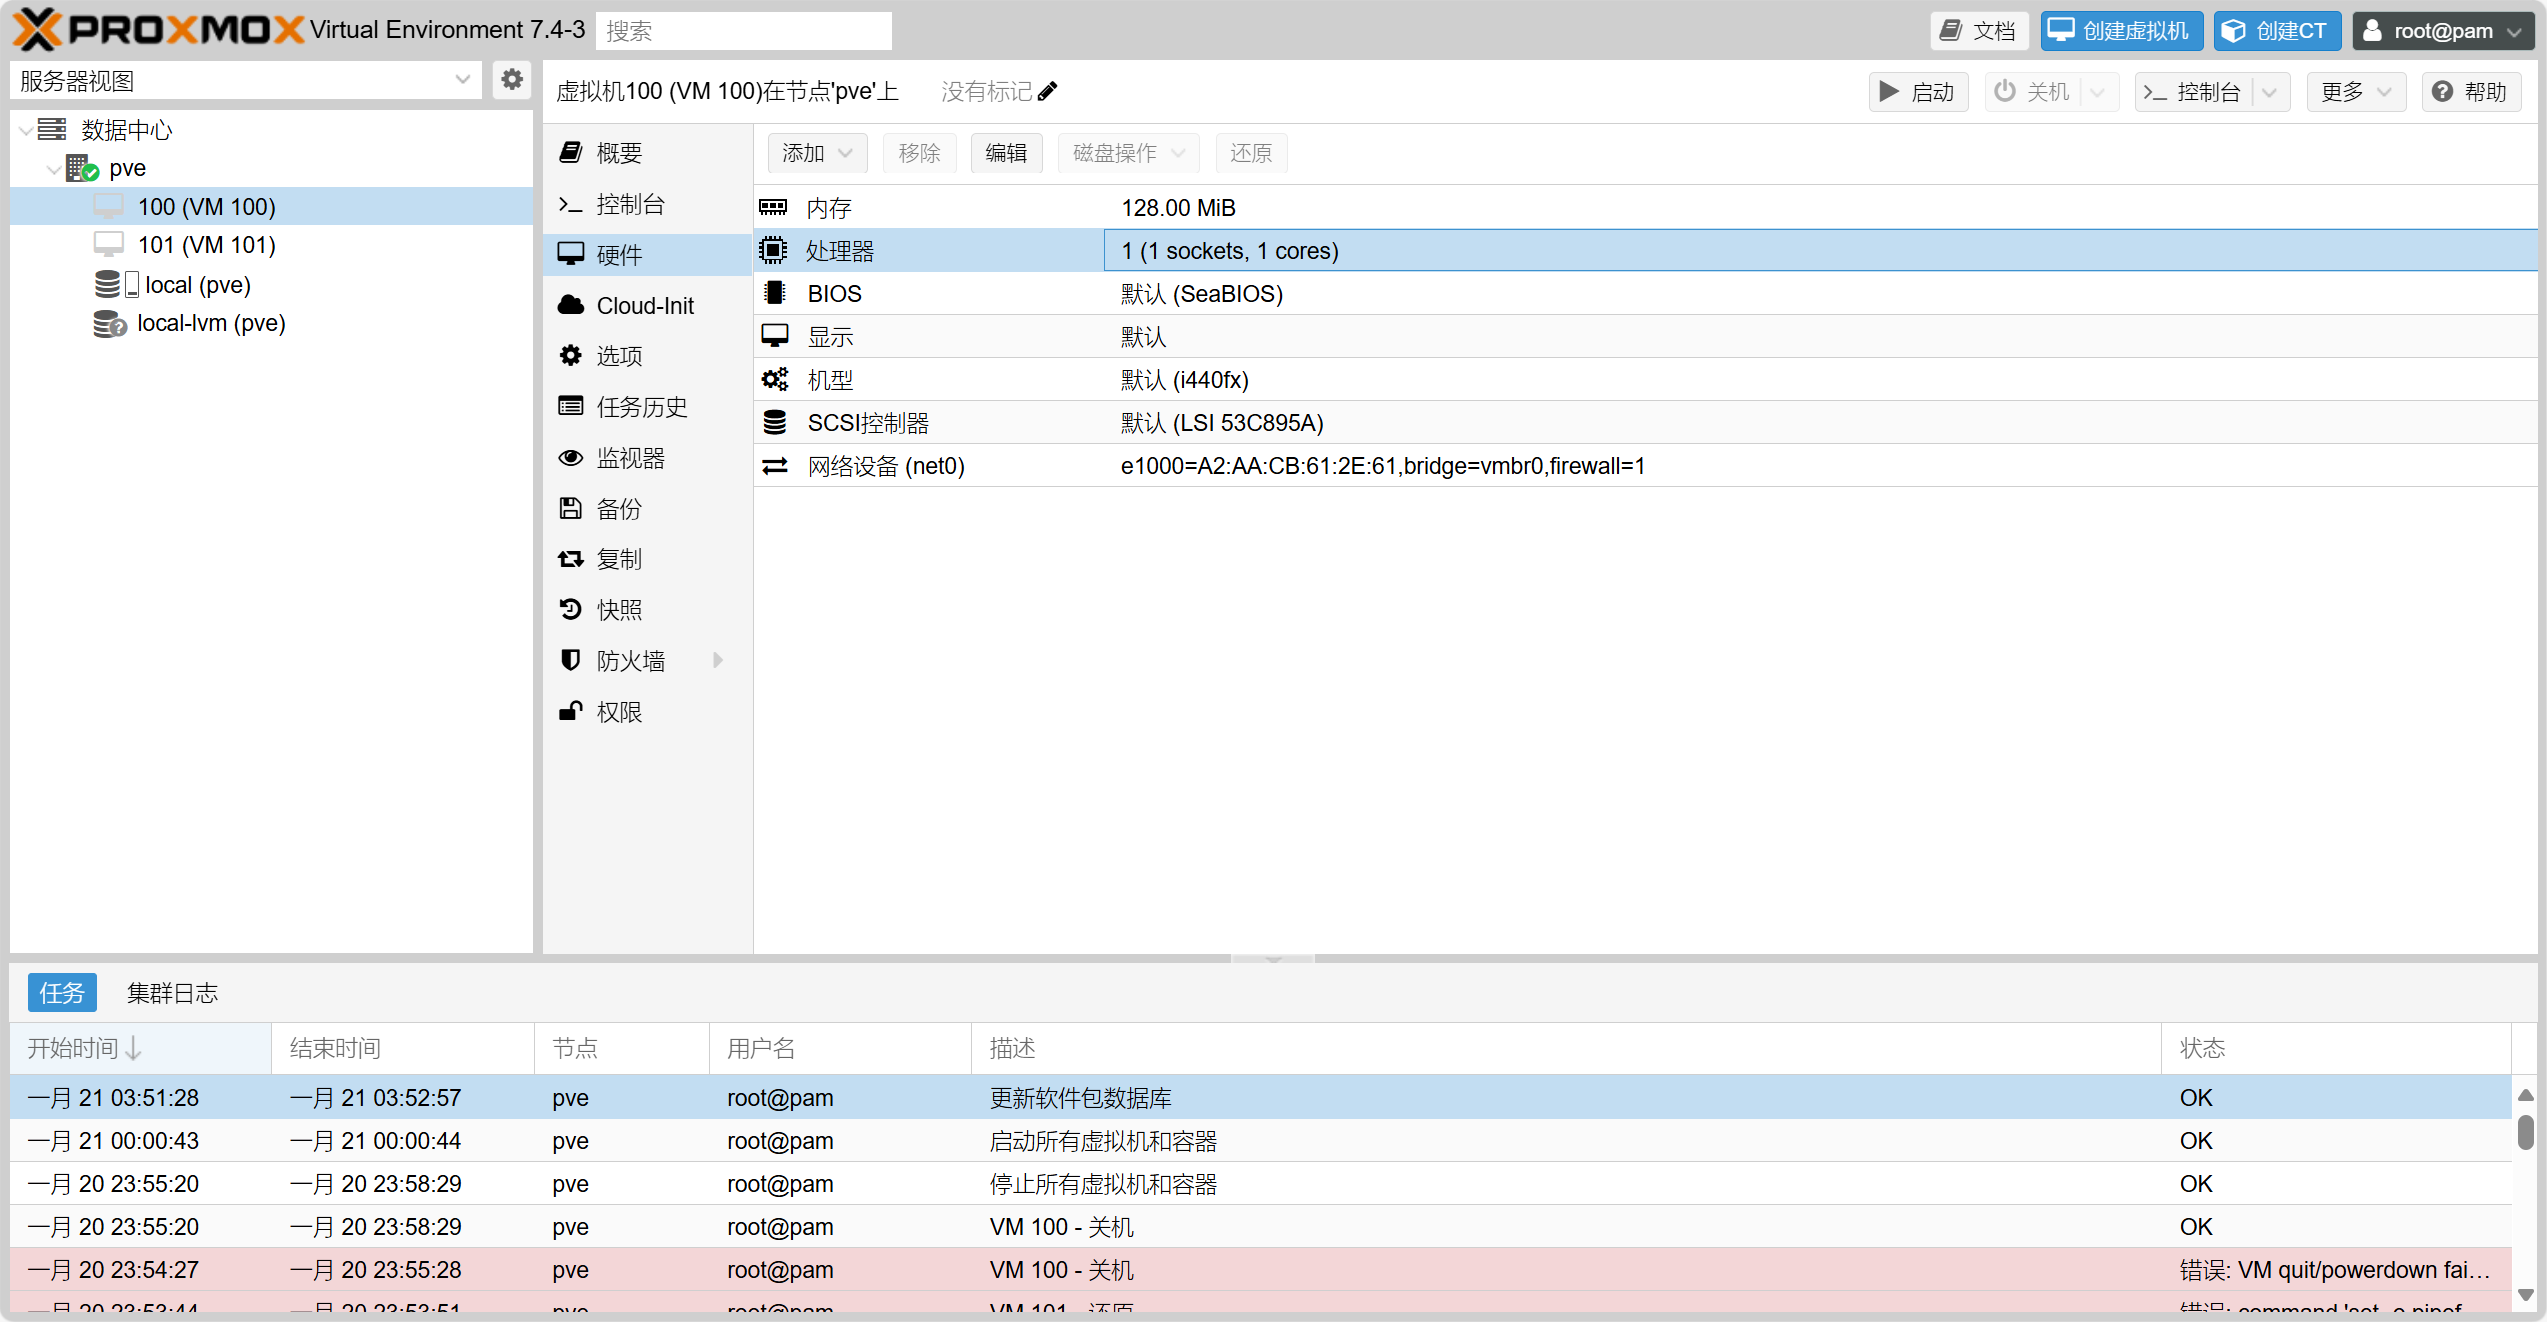 PROXMOX Virtual Environment 7.4-3 搜索 文档 创建虚拟机 创建CT root@pam
服务器视图
数据中心
pve
100 (VM 100)
101 (VM 101)
local (pve)
local-lvm (pve)
虚拟机100 (VM 100)在节点'pve'上 没有标记 启动 关机 控制台 更多 帮助
概要
控制台
硬件
Cloud-Init
选项
任务历史
监视器
备份
复制
快照
防火墙
权限
添加 移除 编辑 磁盘操作 还原
内存 128.00 MiB
处理器 1 (1 sockets, 1 cores)
BIOS 默认 (SeaBIOS)
显示 默认
机型 默认 (i440fx)
SCSI控制器 默认 (LSI 53C895A)
网络设备 (net0) e1000=A2:AA:CB:61:2E:61,bridge=vmbr0,firewall=1
任务 集群日志
开始时间 结束时间 节点 用户名 描述 状态
一月 21 03:51:28 一月 21 03:52:57 pve root@pam 更新软件包数据库 OK
一月 21 00:00:43 一月 21 00:00:44 pve root@pam 启动所有虚拟机和容器 OK
一月 20 23:55:20 一月 20 23:58:29 pve root@pam 停止所有虚拟机和容器 OK
一月 20 23:55:20 一月 20 23:58:29 pve root@pam VM 100 - 关机 OK
一月 20 23:54:27 一月 20 23:55:28 pve root@pam VM 100 - 关机 错误: VM quit/powerdown fai...
一月 20 23:53:44 一月 20 23:53:51 pve root@pam VM 101 - 还原 错误: command 'set -o pipef